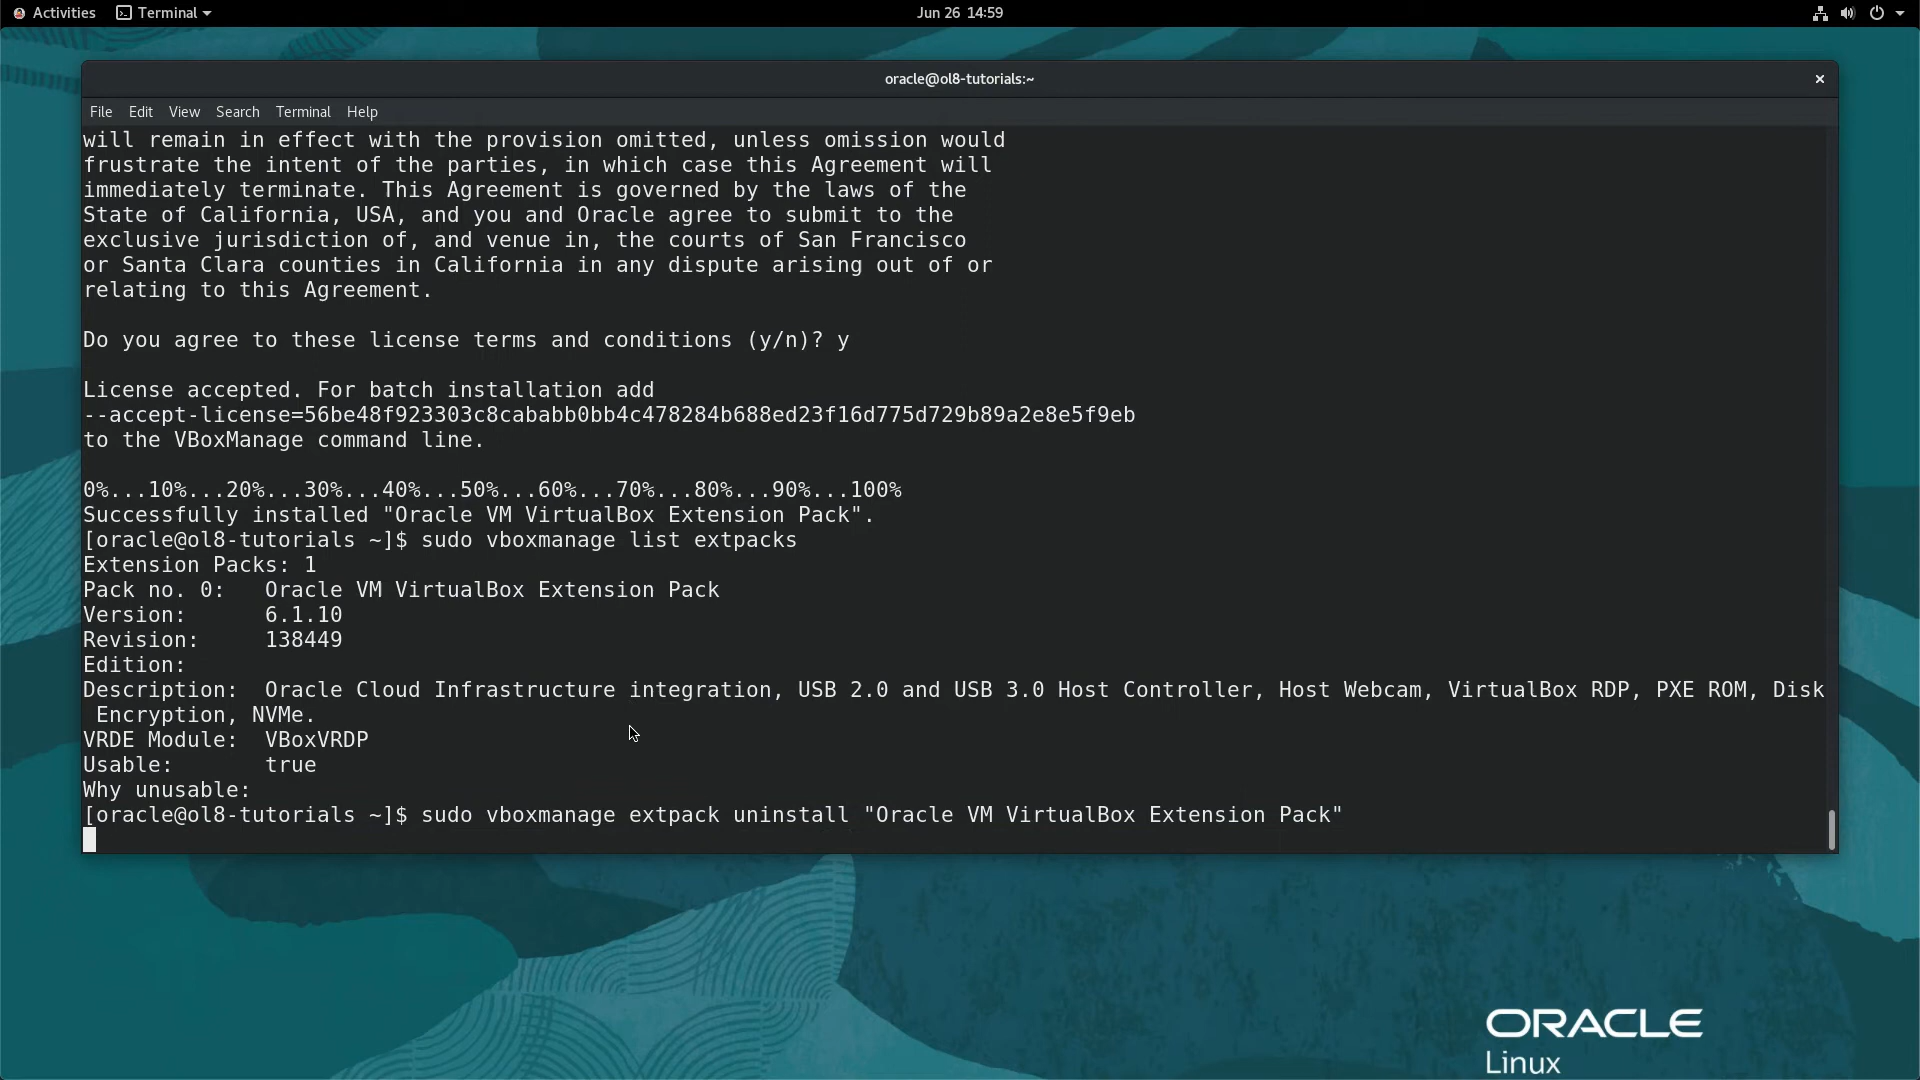 Activities Terminal Jun 26 14:59
oracle@ol8-tutorials:~
File Edit View Search Terminal Help
will remain in effect with the provision omitted, unless omission would
frustrate the intent of the parties, in which case this Agreement will
immediately terminate. This Agreement is governed by the laws of the
State of California, USA, and you and Oracle agree to submit to the
exclusive jurisdiction of, and venue in, the courts of San Francisco
or Santa Clara counties in California in any dispute arising out of or
relating to this Agreement.
Do you agree to these license terms and conditions (y/n)? y
License accepted. For batch installation add
--accept-license=56be48f923303c8cababb0bb4c478284b688ed23f16d775d729b89a2e8e5f9eb
to the VBoxManage command line.
0%...10%...20%...30%...40%...50%...60%...70%...80%...90%...100%
Successfully installed "Oracle VM VirtualBox Extension Pack".
[oracle@ol8-tutorials ~]$ sudo vboxmanage list extpacks
Extension Packs: 1
Pack no. 0:   Oracle VM VirtualBox Extension Pack
Version:      6.1.10
Revision:     138449
Edition:
Description:  Oracle Cloud Infrastructure integration, USB 2.0 and USB 3.0 Host Controller, Host Webcam, VirtualBox RDP, PXE ROM, Disk
 Encryption, NVMe.
VRDE Module:  VBoxVRDP
Usable:       true
Why unusable:
[oracle@ol8-tutorials ~]$ sudo vboxmanage extpack uninstall "Oracle VM VirtualBox Extension Pack"
ORACLE
Linux